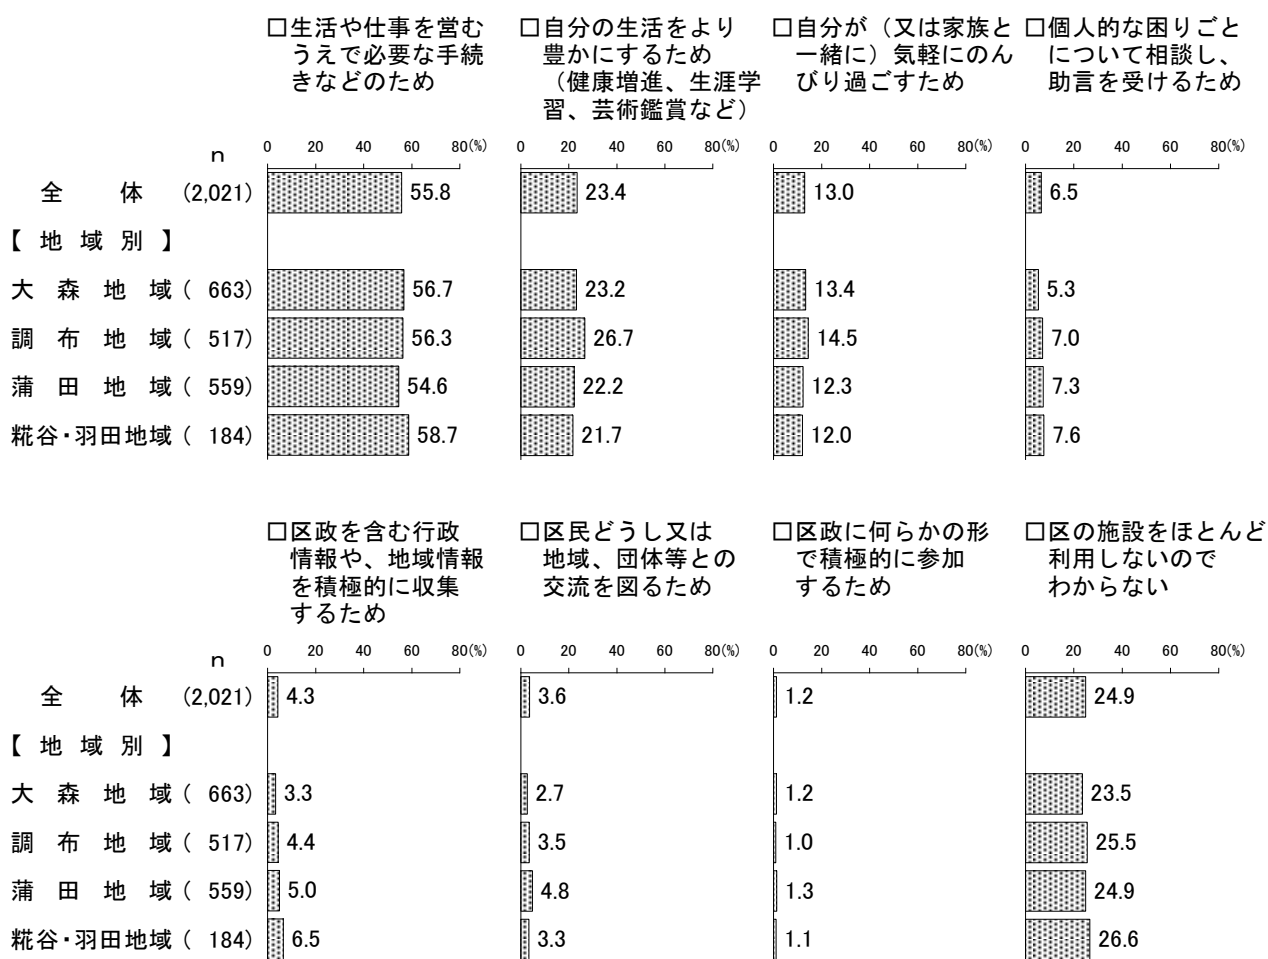 □生活や仕事を営む
うえで必要な手続
きなどのため
□自分の生活をより
豊かにするため
（健康増進、生涯学
習、芸術鑑賞など）
□自分が（又は家族と
一緒に）気軽にのん
びり過ごすため
□個人的な困りごと
について相談し、
助言を受けるため
n 0 20 40 60 80(%) 0 20 40 60 80(%) 0 20 40 60 80(%) 0 20 40 60 80(%)
全体 (2,021) 55.8 23.4 13.0 6.5
【地域別】
大森地域 ( 663) 56.7 23.2 13.4 5.3
調布地域 ( 517) 56.3 26.7 14.5 7.0
蒲田地域 ( 559) 54.6 22.2 12.3 7.3
糀谷・羽田地域 ( 184) 58.7 21.7 12.0 7.6
□区政を含む行政
情報や、地域情報
を積極的に収集
するため
□区民どうし又は
地域、団体等との
交流を図るため
□区政に何らかの形
で積極的に参加
するため
□区の施設をほとんど
利用しないので
わからない
n 0 20 40 60 80(%) 0 20 40 60 80(%) 0 20 40 60 80(%) 0 20 40 60 80(%)
全体 (2,021) 4.3 3.6 1.2 24.9
【地域別】
大森地域 ( 663) 3.3 2.7 1.2 23.5
調布地域 ( 517) 4.4 3.5 1.0 25.5
蒲田地域 ( 559) 5.0 4.8 1.3 24.9
糀谷・羽田地域 ( 184) 6.5 3.3 1.1 26.6